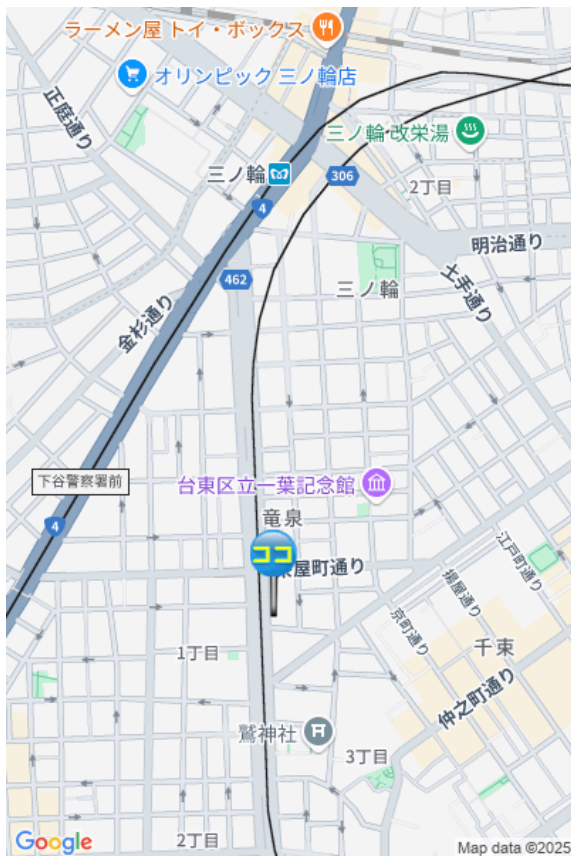 ラーメン屋 トイ・ボックス
オリンピック 三ノ輪店
正庭通り
三ノ輪 改栄湯
三ノ輪
306
2丁目
4
明治通り
462
三ノ輪
土手通り
金杉通り
下谷警察署前
台東区立一葉記念館
4
竜泉
ココ
屋町通り
江戸町通り
揚屋町通り
京町通り
1丁目
千束
仲之町通り
鷲神社
3丁目
2丁目
Google
Map data ©2025